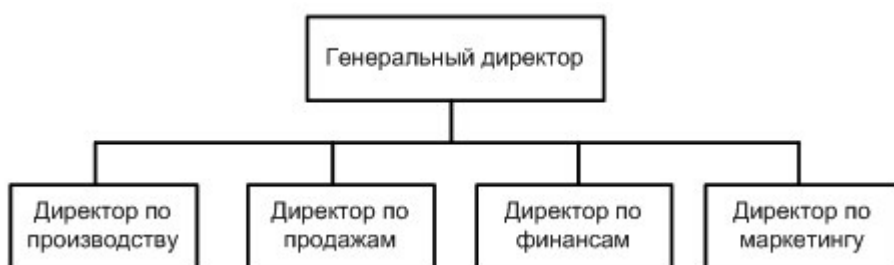 Генеральный директор
Директор по
производству
Директор по
продажам
Директор по
финансам
Директор по
маркетингу